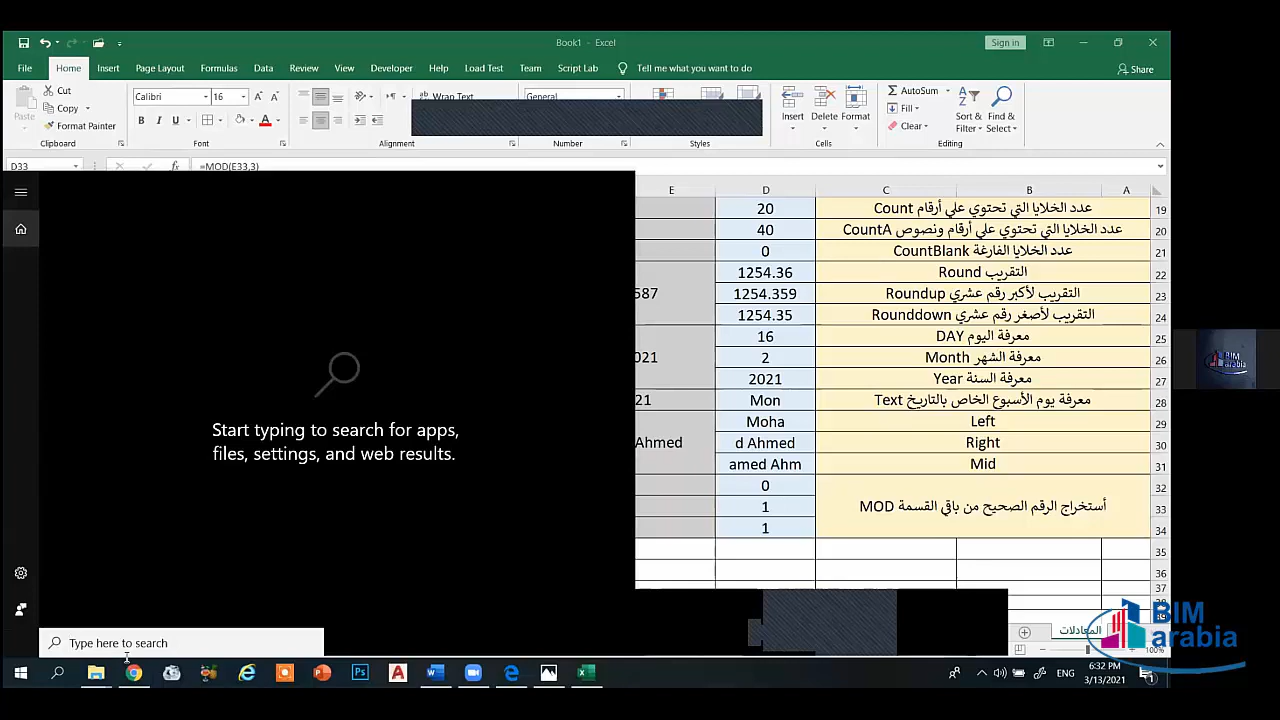 Book1 - Excel
Sign in
File Home Insert Page Layout Formulas Data Review View Developer Help Load Test Team Script Lab Tell me what you want to do
Share
Paste
Cut
Copy
Format Painter
Calibri 16
B I U A
Wrap Text
General
Insert Delete Format
AutoSum
Fill
Clear
Sort & Filter
Find & Select
Clipboard Font Alignment Number Styles Cells Editing
D33 fx =MOD(E33,3)
E D C B A
20 عدد الخلايا التي تحتوي علي أرقام Count 19
40 عدد الخلايا التي تحتوي علي أرقام ونصوص CountA 20
0 عدد الخلايا الفارغة CountBlank 21
1254.36 التقريب Round 22
587 1254.359 التقريب لأكبر رقم عشري Roundup 23
1254.35 التقريب لأصغر رقم عشري Rounddown 24
16 معرفة اليوم DAY 25
021 2 معرفة الشهر Month 26
2021 معرفة السنة Year 27
21 Mon معرفة يوم الأسبوع الخاص بالتاريخ Text 28
Moha Left 29
Ahmed d Ahmed Right 30
amed Ahm Mid 31
0 32
1 أستخراج الرقم الصحيح من باقي القسمة MOD 33
1 34
35
36
37
Start typing to search for apps,
files, settings, and web results.
Type here to search
المعادلات
100%
BIM
arabia
BIM
arabia
ENG
6:32 PM
3/13/2021